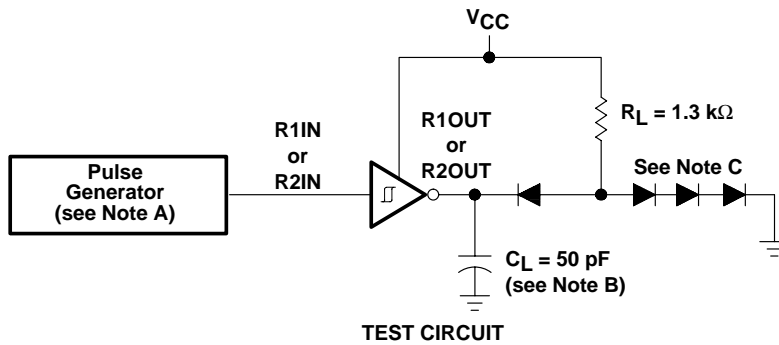 VCC
R1IN
or
R2IN
R1OUT
or
R2OUT
RL = 1.3 kΩ
Pulse
Generator
(see Note A)
See Note C
CL = 50 pF
(see Note B)
TEST CIRCUIT